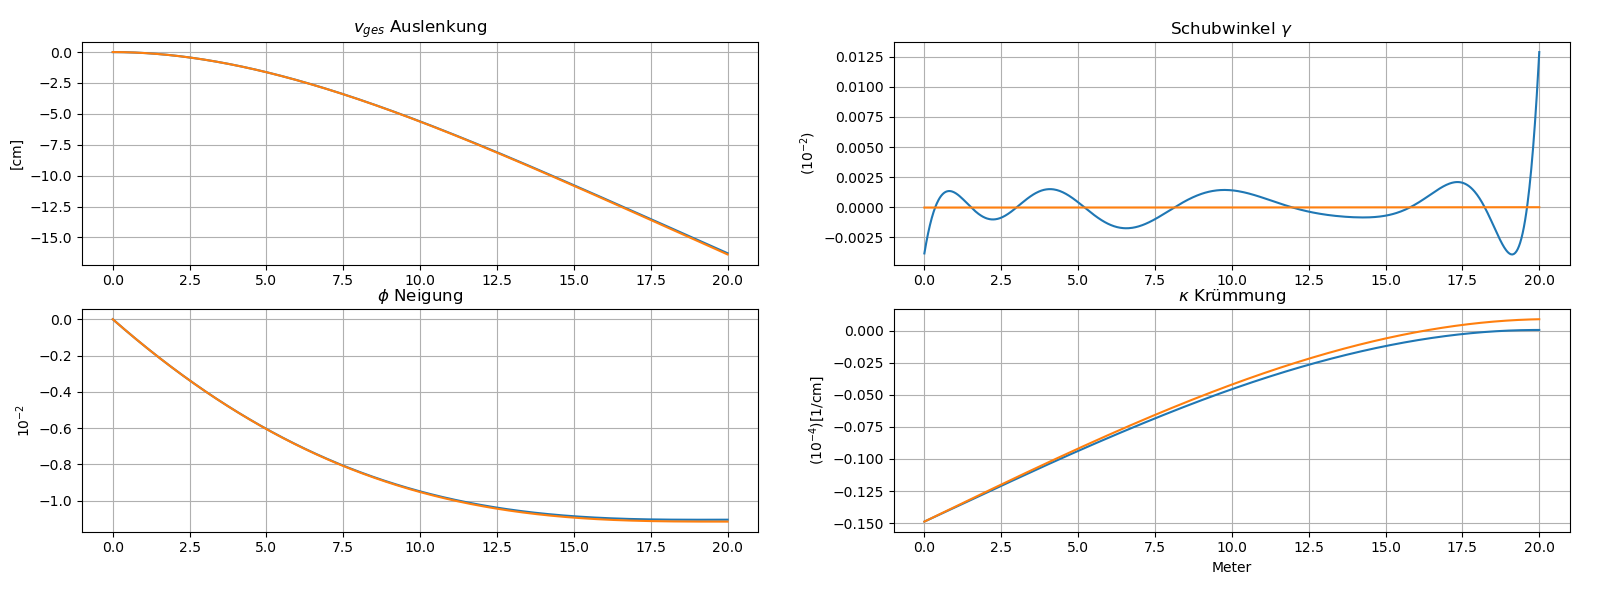 v_ges Auslenkung
0.0
−2.5
−5.0
−7.5
−10.0
−12.5
−15.0
[cm]
0.0 2.5 5.0 7.5 10.0 12.5 15.0 17.5 20.0
Schubwinkel γ
0.0125
0.0100
0.0075
0.0050
0.0025
0.0000
−0.0025
(10⁻²)
0.0 2.5 5.0 7.5 10.0 12.5 15.0 17.5 20.0
ϕ Neigung
0.0
−0.2
−0.4
−0.6
−0.8
−1.0
10⁻²
0.0 2.5 5.0 7.5 10.0 12.5 15.0 17.5 20.0
κ Krümmung
0.000
−0.025
−0.050
−0.075
−0.100
−0.125
−0.150
(10⁻⁴)[1/cm]
0.0 2.5 5.0 7.5 10.0 12.5 15.0 17.5 20.0
Meter